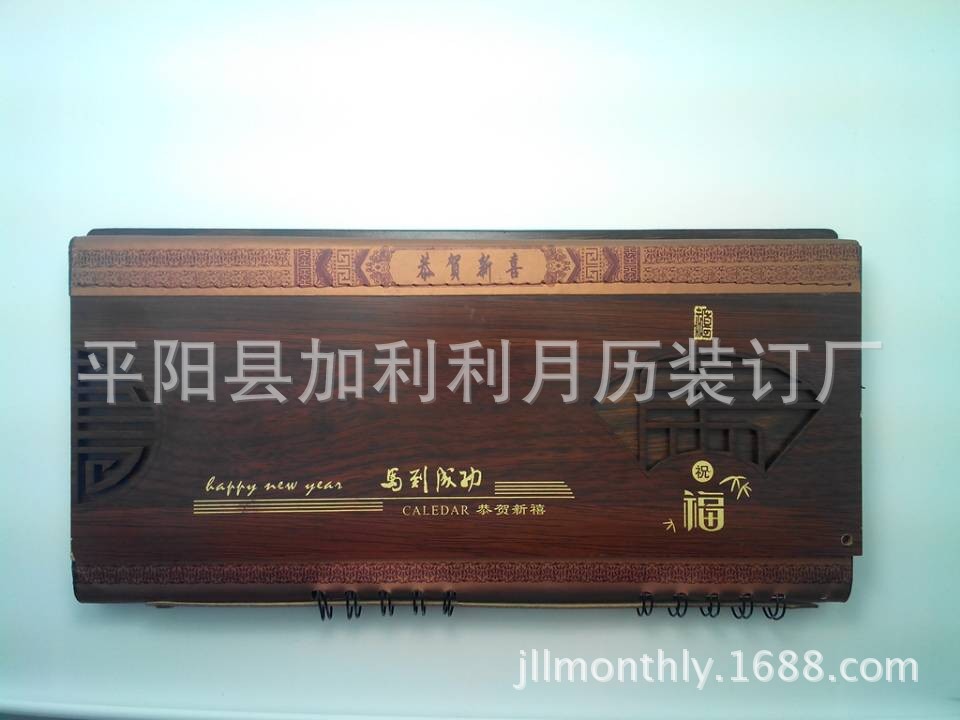 恭贺新喜
平阳县加利利月历装订厂
happy new year
馬到成功
CALEDAR 恭贺新禧
祝
福
jllmonthly.1688.com